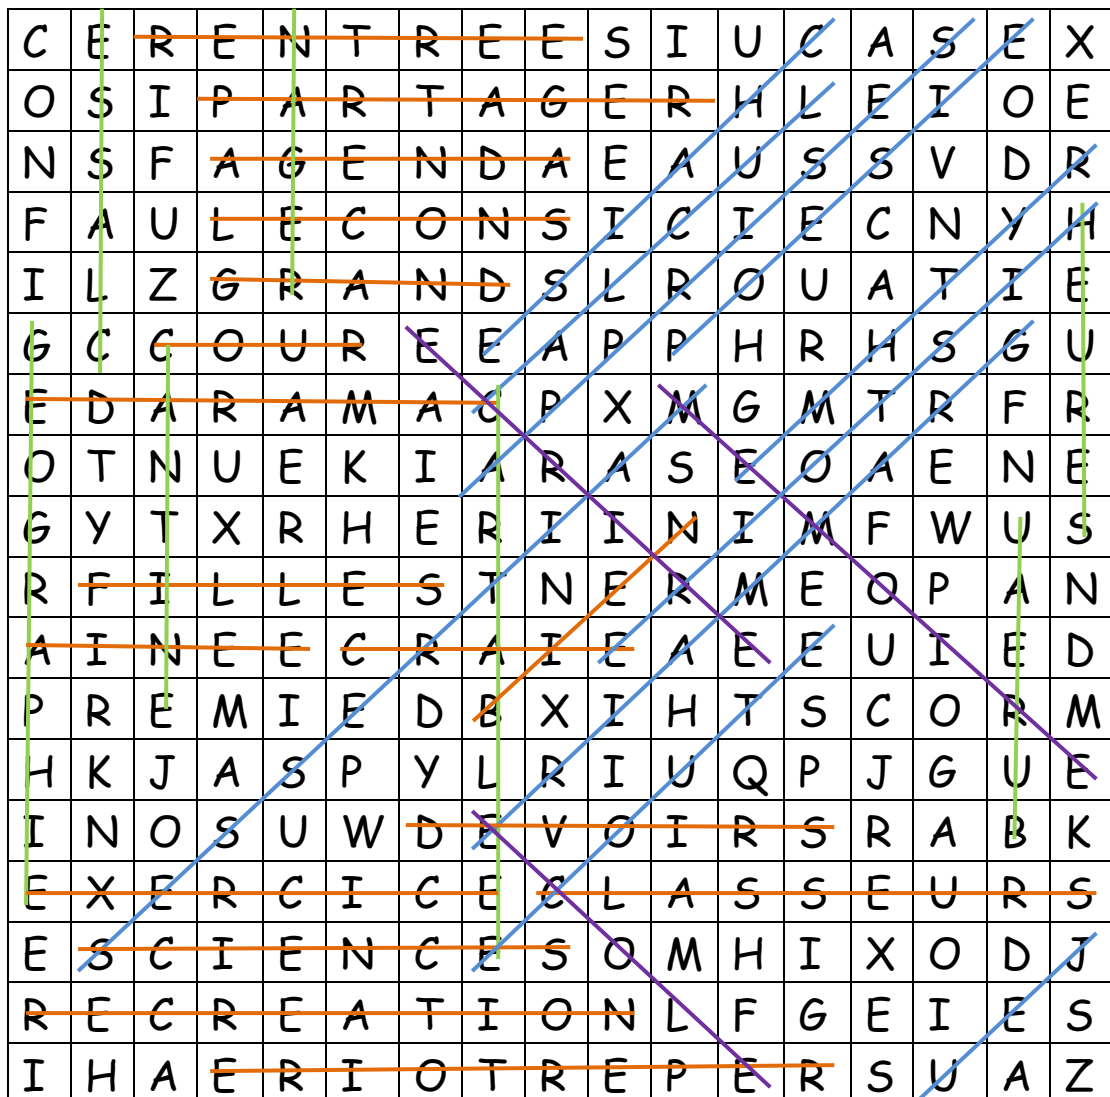 C E R E N T R E E S I U C A S E X
O S I P A R T A G E R H L E I O E
N S F A G E N D A E A U S S V D R
F A U L E C O N S I C I E C N Y H
I L Z G R A N D S L R O U A T I E
G C C O U R E E A P P H R H S G U
E D A R A M A C P X M G M T R F R
O T N U E K I A R A S E O A E N E
G Y T X R H E R I I N I M F W U S
R F I L L E S T N E R M E O P A N
A I N E E C R A I E A E E U I E D
P R E M I E D B X I H T S C O R M
H K J A S P Y L R I U Q P J G U E
I N O S U W D E V O I R S R A B K
E X E R C I C E C L A S S E U R S
E S C I E N C E S O M H I X O D J
R E C R E A T I O N L F G E I E S
I H A E R I O T R E P E R S U A Z